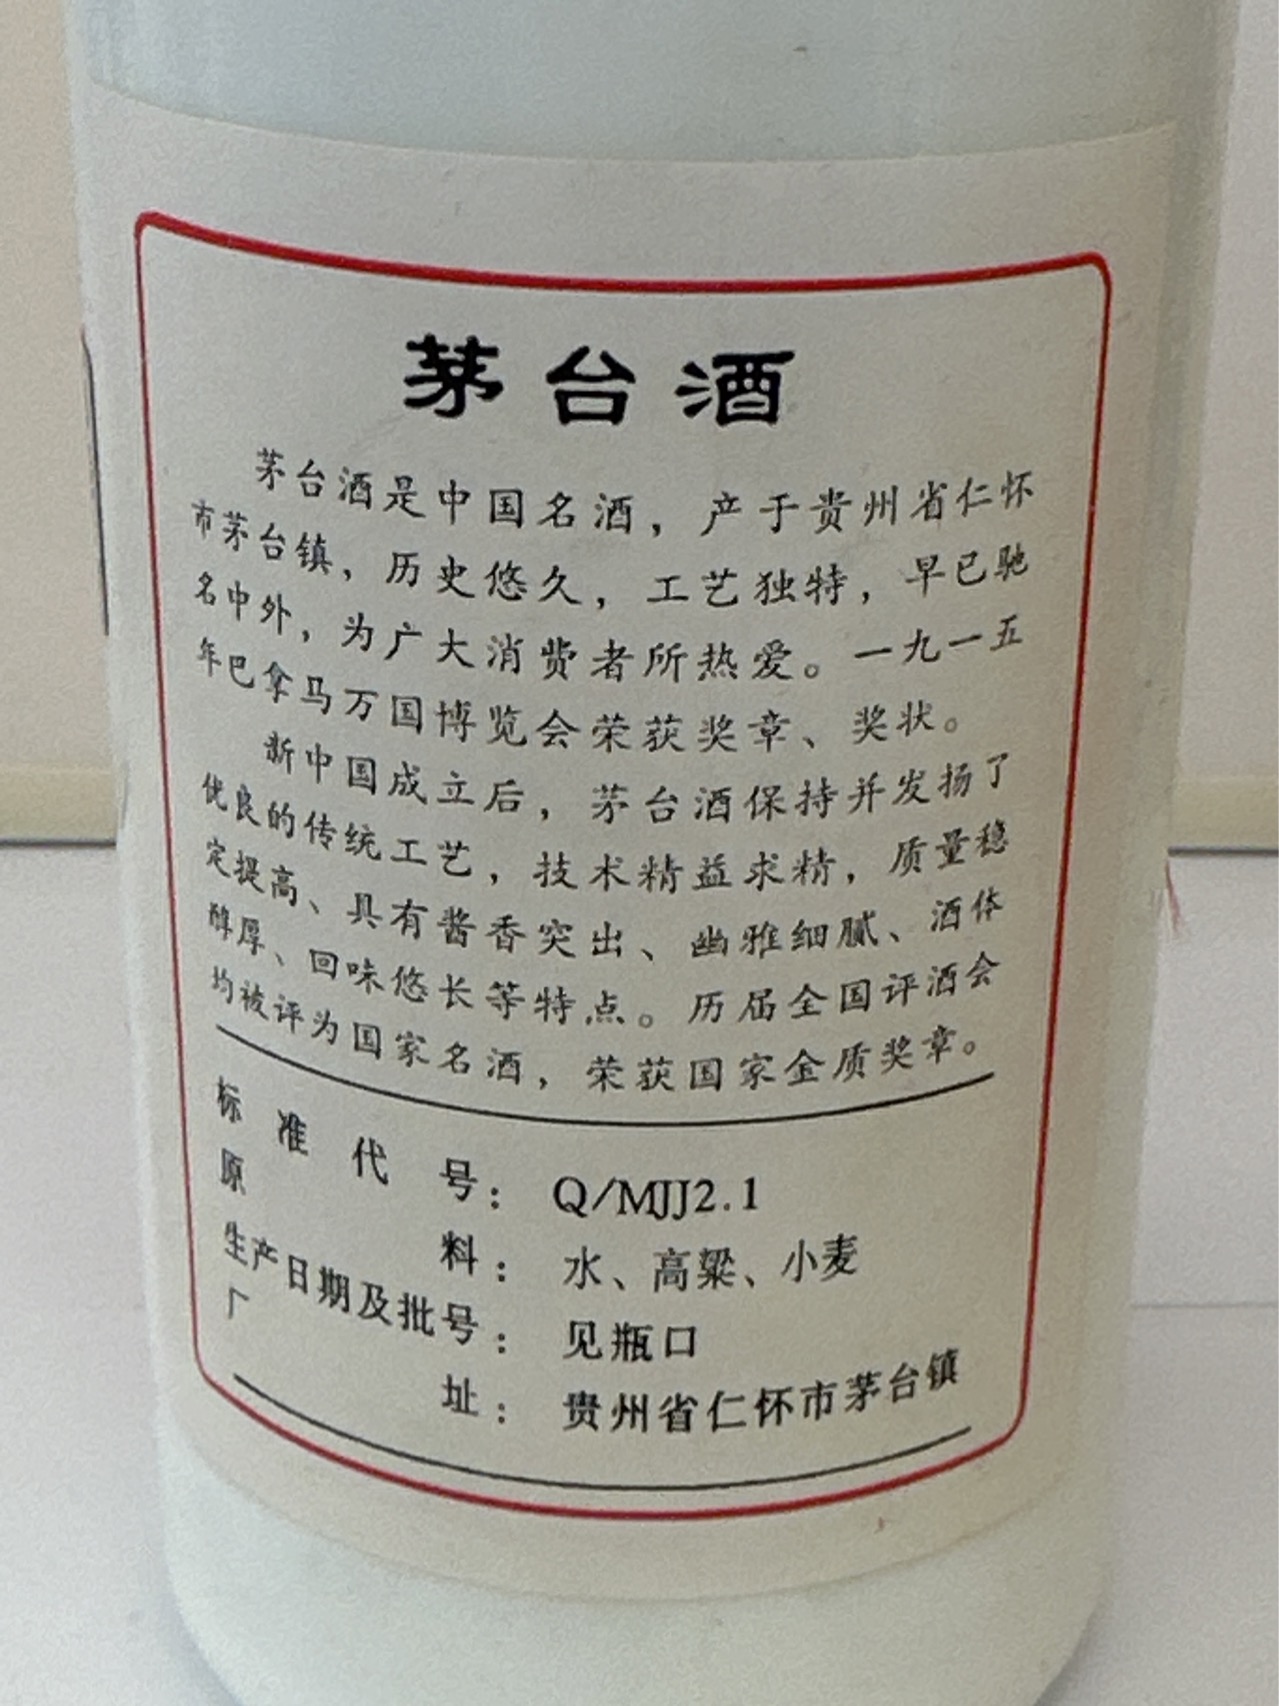 茅台酒
茅台酒是中国名酒，产于贵州省仁怀
市茅台镇，历史悠久，工艺独特，早已驰
名中外，为广大消费者所热爱。一九一五
年巴拿马万国博览会荣获奖章、奖状。
新中国成立后，茅台酒保持并发扬了
优良的传统工艺，技术精益求精，质量稳
定提高、具有酱香突出、幽雅细腻、酒体
醇厚、回味悠长等特点。历届全国评酒会
均被评为国家名酒，荣获国家金质奖章。
标准代号：Q/MJJ2.1
原料：水、高粱、小麦
生产日期及批号：见瓶口
厂址：贵州省仁怀市茅台镇